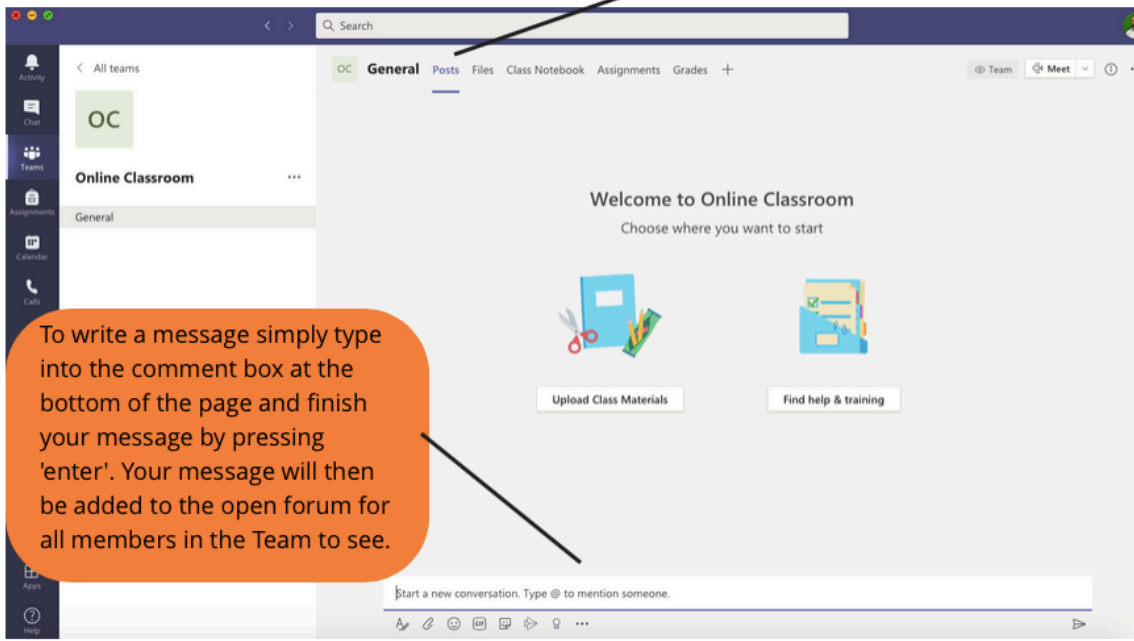 Search
Activity
Chat
Teams
Assignments
Calendar
Calls
Apps
Help
All teams
OC
Online Classroom
General
OC General Posts Files Class Notebook Assignments Grades
Team Meet
Welcome to Online Classroom
Choose where you want to start
Upload Class Materials Find help & training
To write a message simply type
into the comment box at the
bottom of the page and finish
your message by pressing
'enter'. Your message will then
be added to the open forum for
all members in the Team to see.
Start a new conversation. Type @ to mention someone.
GIF